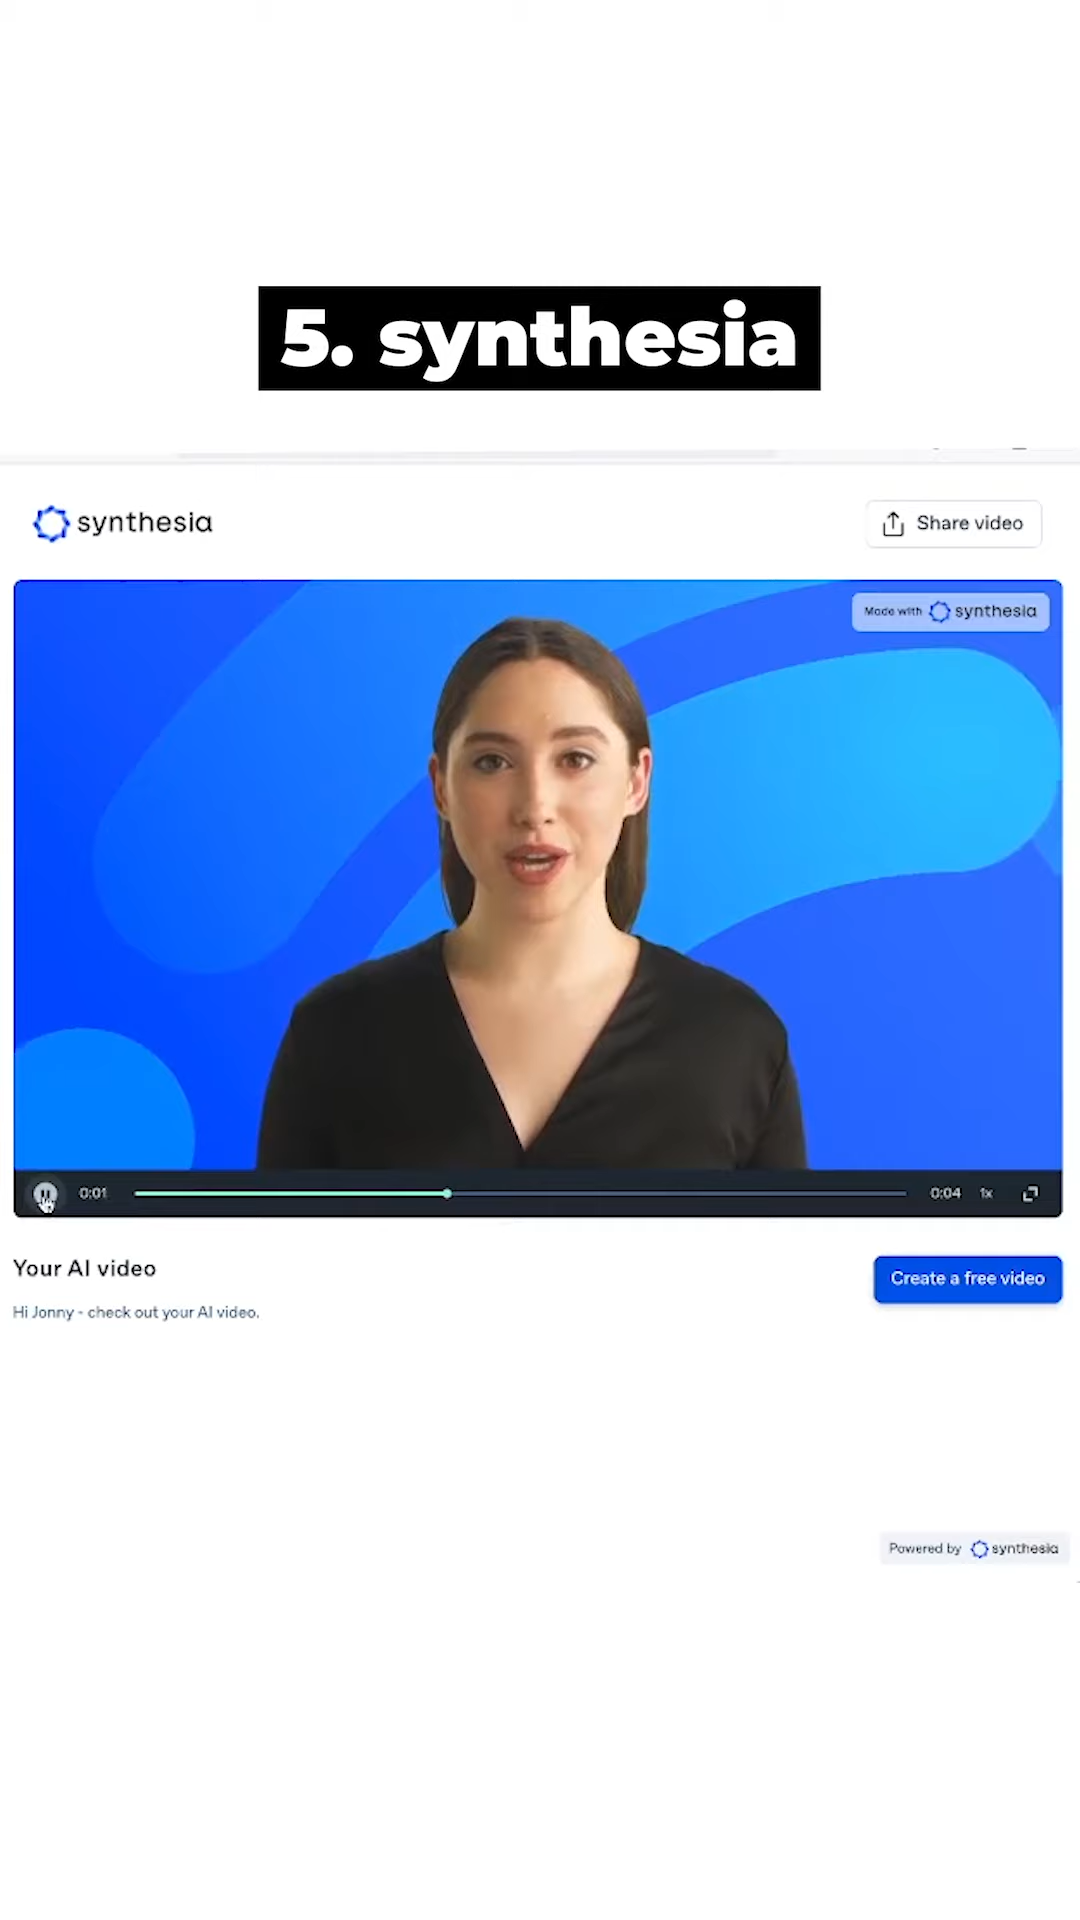 5. synthesia
synthesia
Share video
Made with synthesia
0:01
0:04
1x
Your AI video
Create a free video
Hi Jonny - check out your AI video.
Powered by synthesia